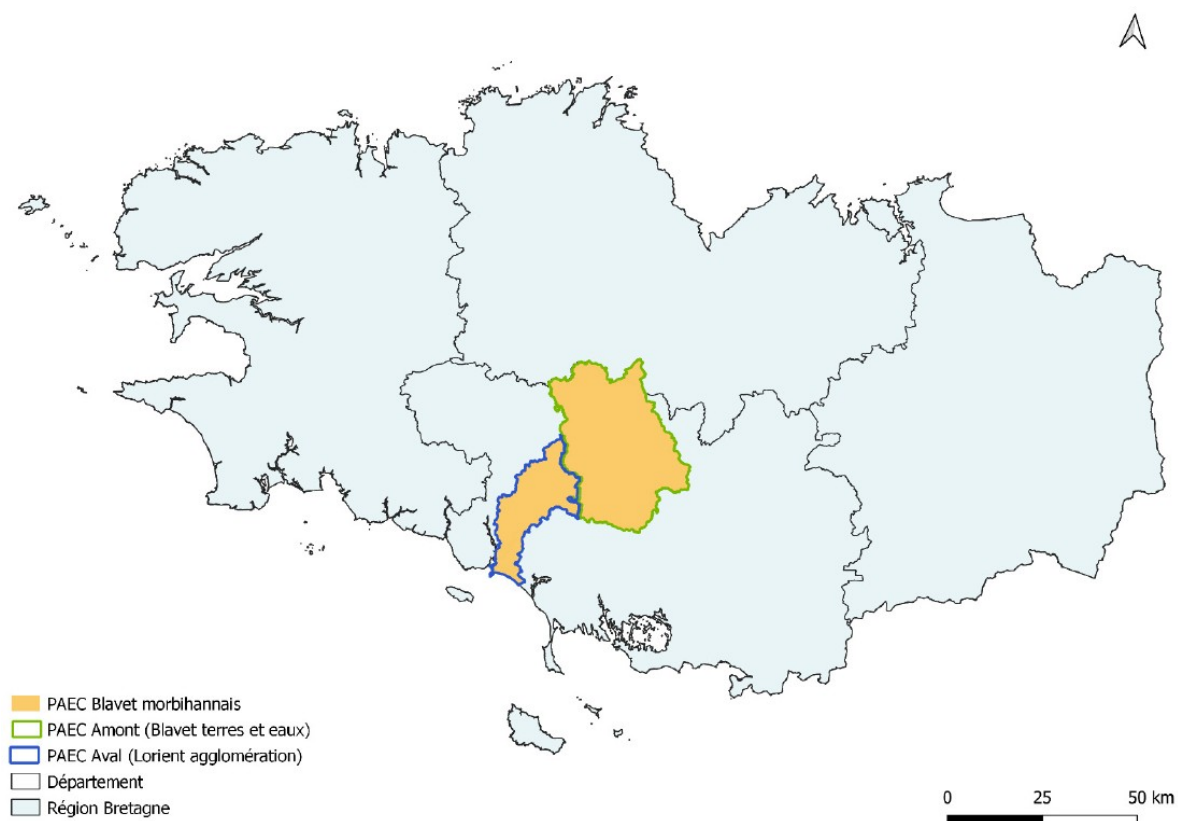 PAEC Blavet morbihannais
PAEC Amont (Blavet terres et eaux)
PAEC Aval (Lorient agglomération)
Département
Région Bretagne
0 25 50 km